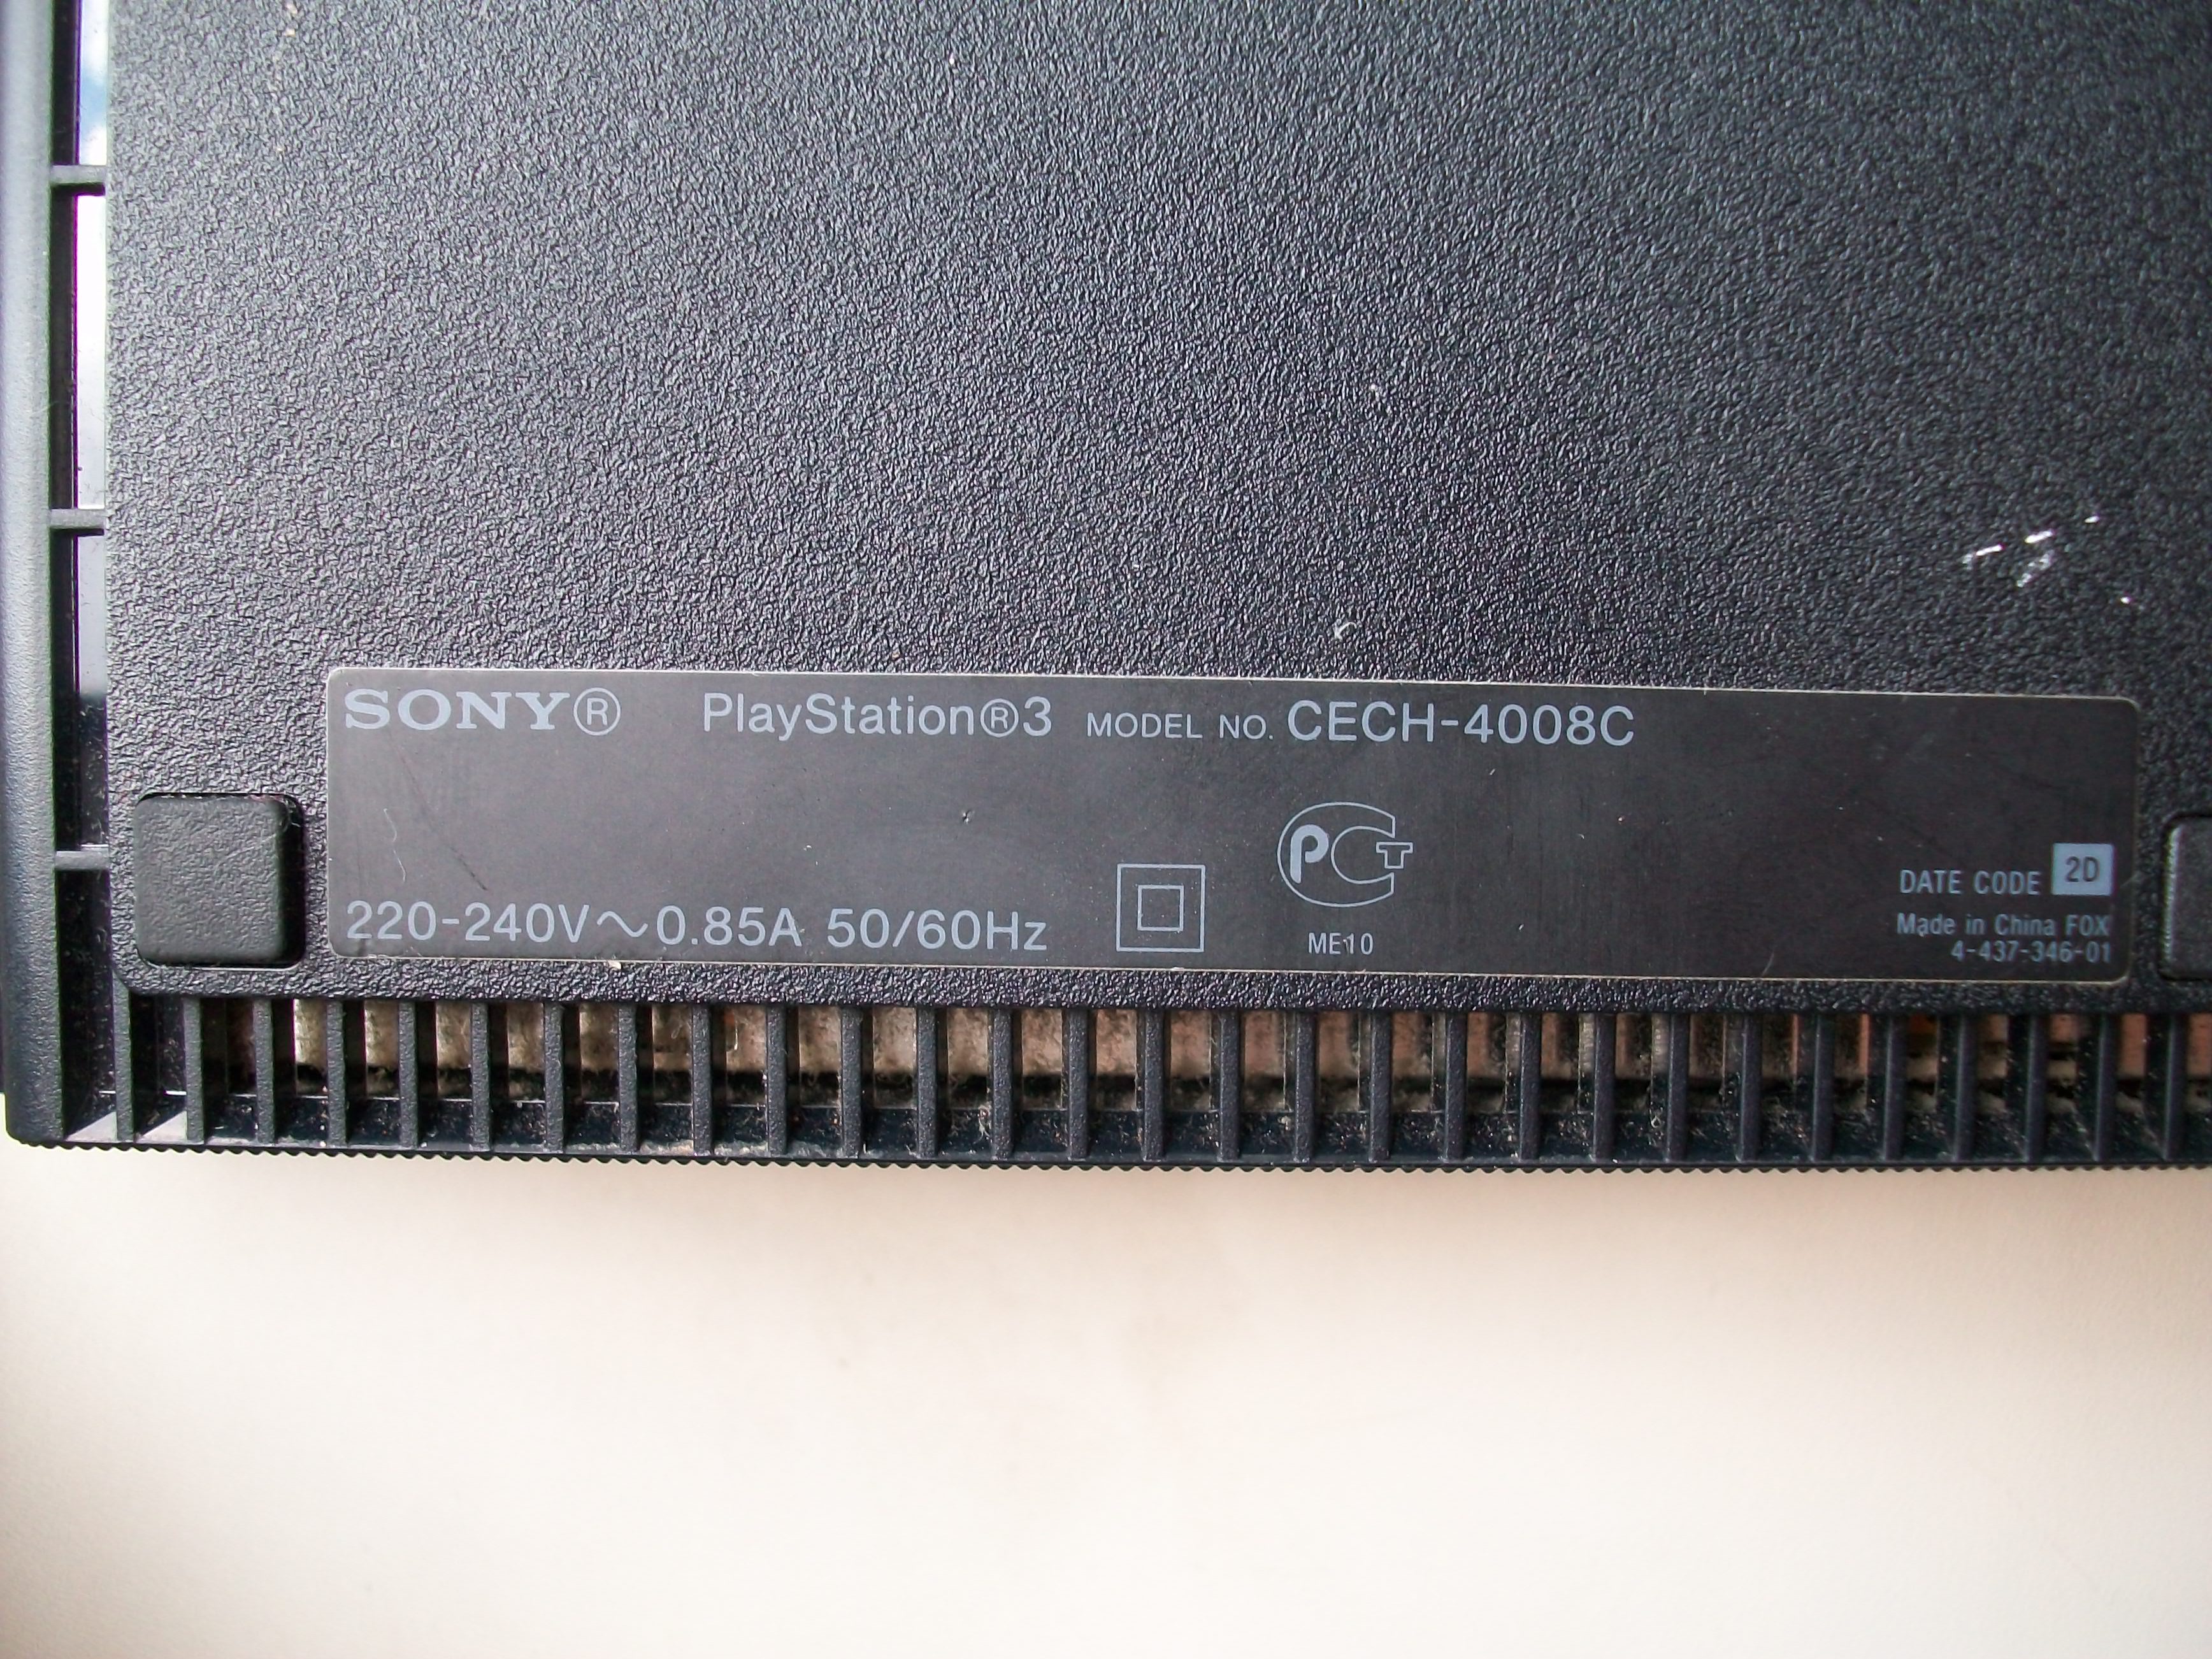 SONY® PlayStation®3 MODEL NO. CECH-4008C
РСТ
DATE CODE 2D
220-240V~0.85A 50/60Hz
ME10
Made in China FOX
4-437-346-01